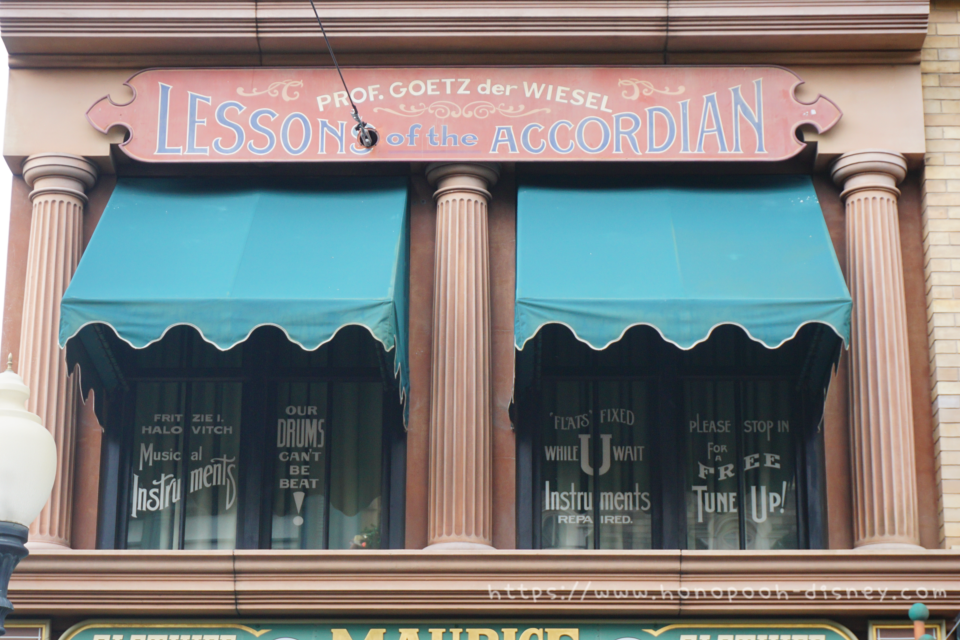 PROF. GOETZ der WIESEL
LESSONS of the ACCORDIAN
FRITZIE I.
HALOVITCH
Musical
Instruments
OUR
DRUMS
CAN'T
BE
BEAT
!
"FLATS" FIXED
WHILE U WAIT
Instruments
REPAIRED.
PLEASE STOP IN
FOR
A
FREE
TUNE UP!
https://www.honopooh-disney.com
MAURICE